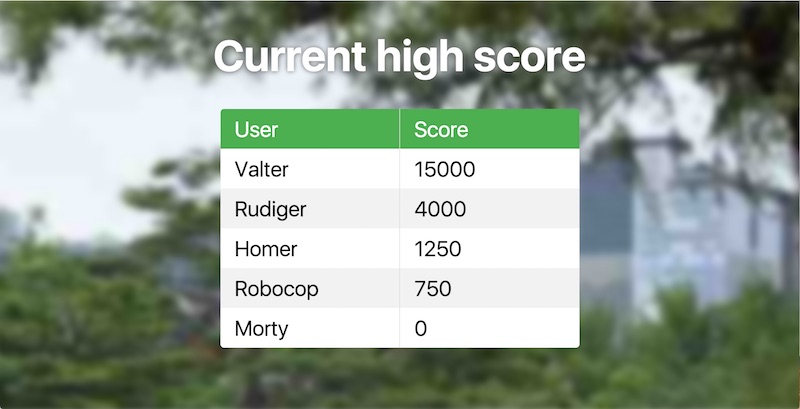 Current high score
User Score
Valter 15000
Rudiger 4000
Homer 1250
Robocop 750
Morty 0